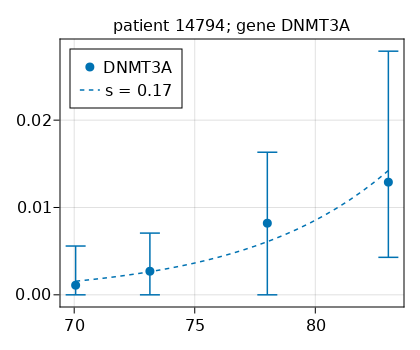 patient 14794; gene DNMT3A
DNMT3A
s = 0.17
0.02
0.01
0.00
70 75 80